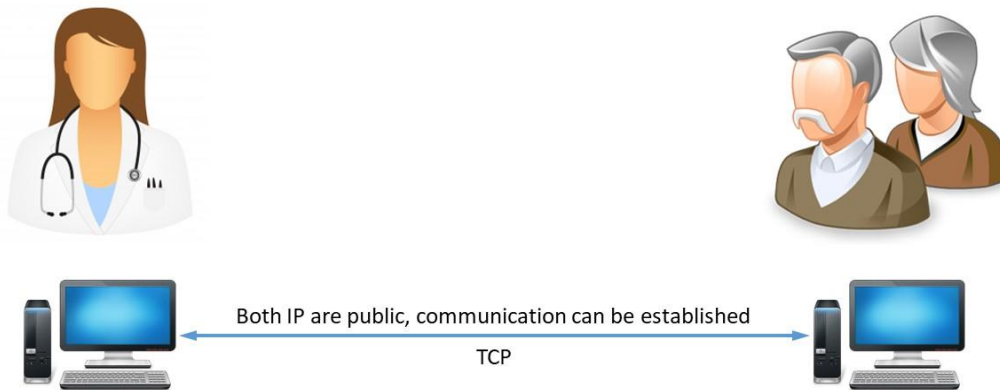 Both IP are public, communication can be established
TCP